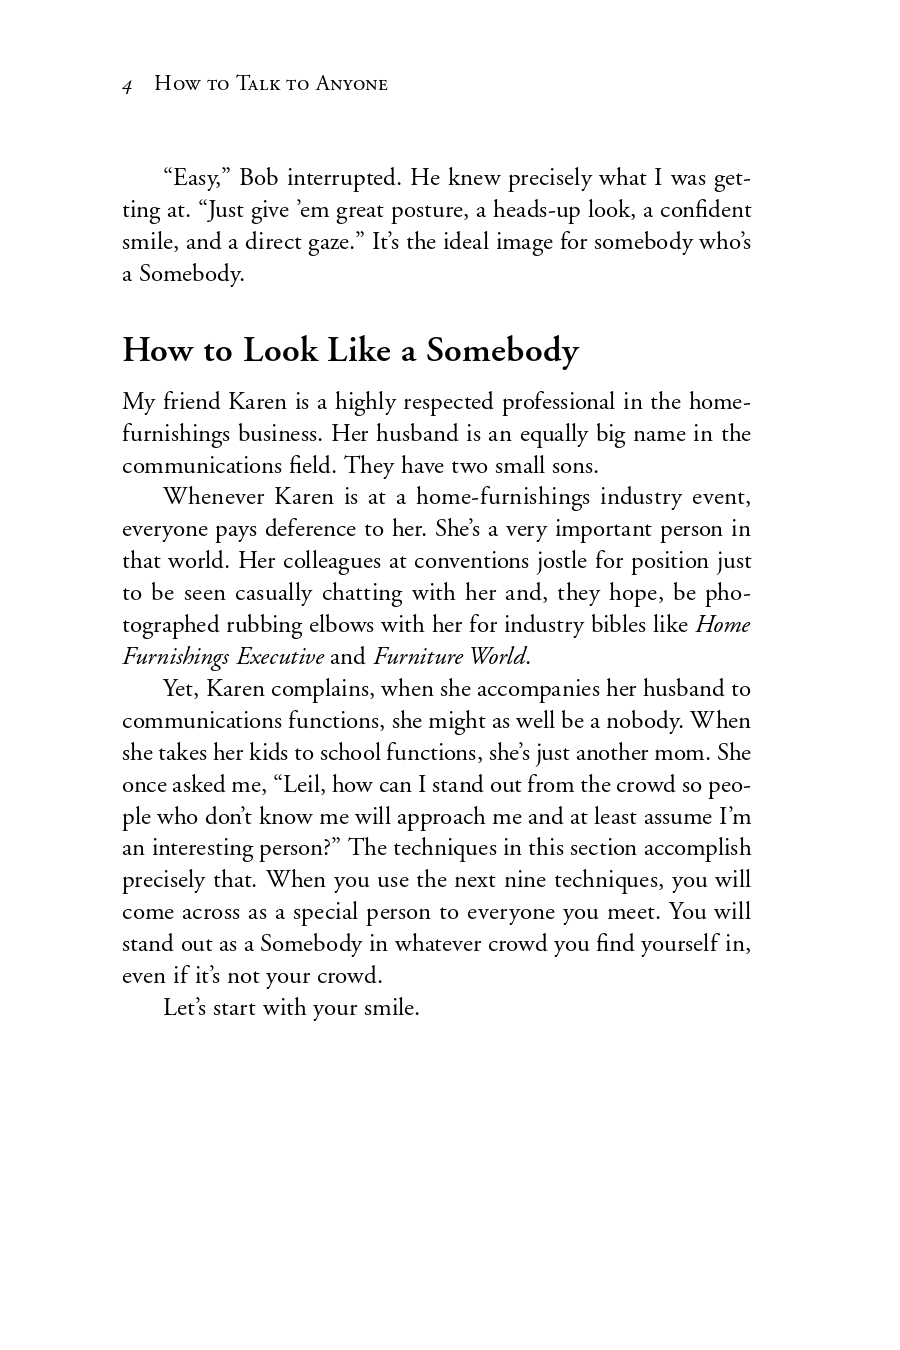 4 How to Talk to Anyone
“Easy,” Bob interrupted. He knew precisely what I was get-
ting at. “Just give ’em great posture, a heads-up look, a confident
smile, and a direct gaze.” It’s the ideal image for somebody who’s
a Somebody.
How to Look Like a Somebody
My friend Karen is a highly respected professional in the home-
furnishings business. Her husband is an equally big name in the
communications field. They have two small sons.
Whenever Karen is at a home-furnishings industry event,
everyone pays deference to her. She’s a very important person in
that world. Her colleagues at conventions jostle for position just
to be seen casually chatting with her and, they hope, be pho-
tographed rubbing elbows with her for industry bibles like Home
Furnishings Executive and Furniture World.
Yet, Karen complains, when she accompanies her husband to
communications functions, she might as well be a nobody. When
she takes her kids to school functions, she’s just another mom. She
once asked me, “Leil, how can I stand out from the crowd so peo-
ple who don’t know me will approach me and at least assume I’m
an interesting person?” The techniques in this section accomplish
precisely that. When you use the next nine techniques, you will
come across as a special person to everyone you meet. You will
stand out as a Somebody in whatever crowd you find yourself in,
even if it’s not your crowd.
Let’s start with your smile.